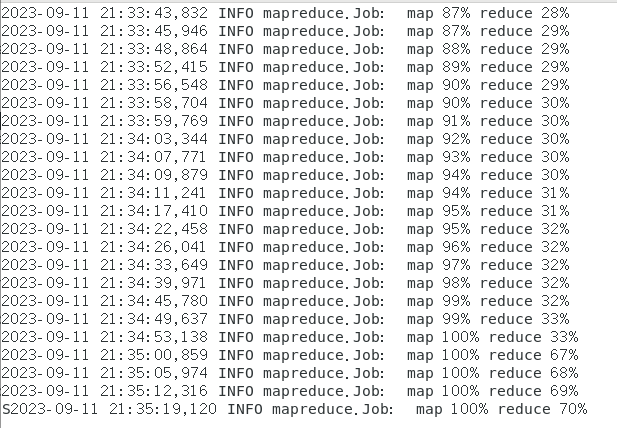 2023-09-11 21:33:43,832 INFO mapreduce.Job:  map 87% reduce 28%
2023-09-11 21:33:45,946 INFO mapreduce.Job:  map 87% reduce 29%
2023-09-11 21:33:48,864 INFO mapreduce.Job:  map 88% reduce 29%
2023-09-11 21:33:52,415 INFO mapreduce.Job:  map 89% reduce 29%
2023-09-11 21:33:56,548 INFO mapreduce.Job:  map 90% reduce 29%
2023-09-11 21:33:58,704 INFO mapreduce.Job:  map 90% reduce 30%
2023-09-11 21:33:59,769 INFO mapreduce.Job:  map 91% reduce 30%
2023-09-11 21:34:03,344 INFO mapreduce.Job:  map 92% reduce 30%
2023-09-11 21:34:07,771 INFO mapreduce.Job:  map 93% reduce 30%
2023-09-11 21:34:09,879 INFO mapreduce.Job:  map 94% reduce 30%
2023-09-11 21:34:11,241 INFO mapreduce.Job:  map 94% reduce 31%
2023-09-11 21:34:17,410 INFO mapreduce.Job:  map 95% reduce 31%
2023-09-11 21:34:22,458 INFO mapreduce.Job:  map 95% reduce 32%
2023-09-11 21:34:26,041 INFO mapreduce.Job:  map 96% reduce 32%
2023-09-11 21:34:33,649 INFO mapreduce.Job:  map 97% reduce 32%
2023-09-11 21:34:39,971 INFO mapreduce.Job:  map 98% reduce 32%
2023-09-11 21:34:45,780 INFO mapreduce.Job:  map 99% reduce 32%
2023-09-11 21:34:49,637 INFO mapreduce.Job:  map 99% reduce 33%
2023-09-11 21:34:53,138 INFO mapreduce.Job:  map 100% reduce 33%
2023-09-11 21:35:00,859 INFO mapreduce.Job:  map 100% reduce 67%
2023-09-11 21:35:05,974 INFO mapreduce.Job:  map 100% reduce 68%
2023-09-11 21:35:12,316 INFO mapreduce.Job:  map 100% reduce 69%
S2023-09-11 21:35:19,120 INFO mapreduce.Job:  map 100% reduce 70%